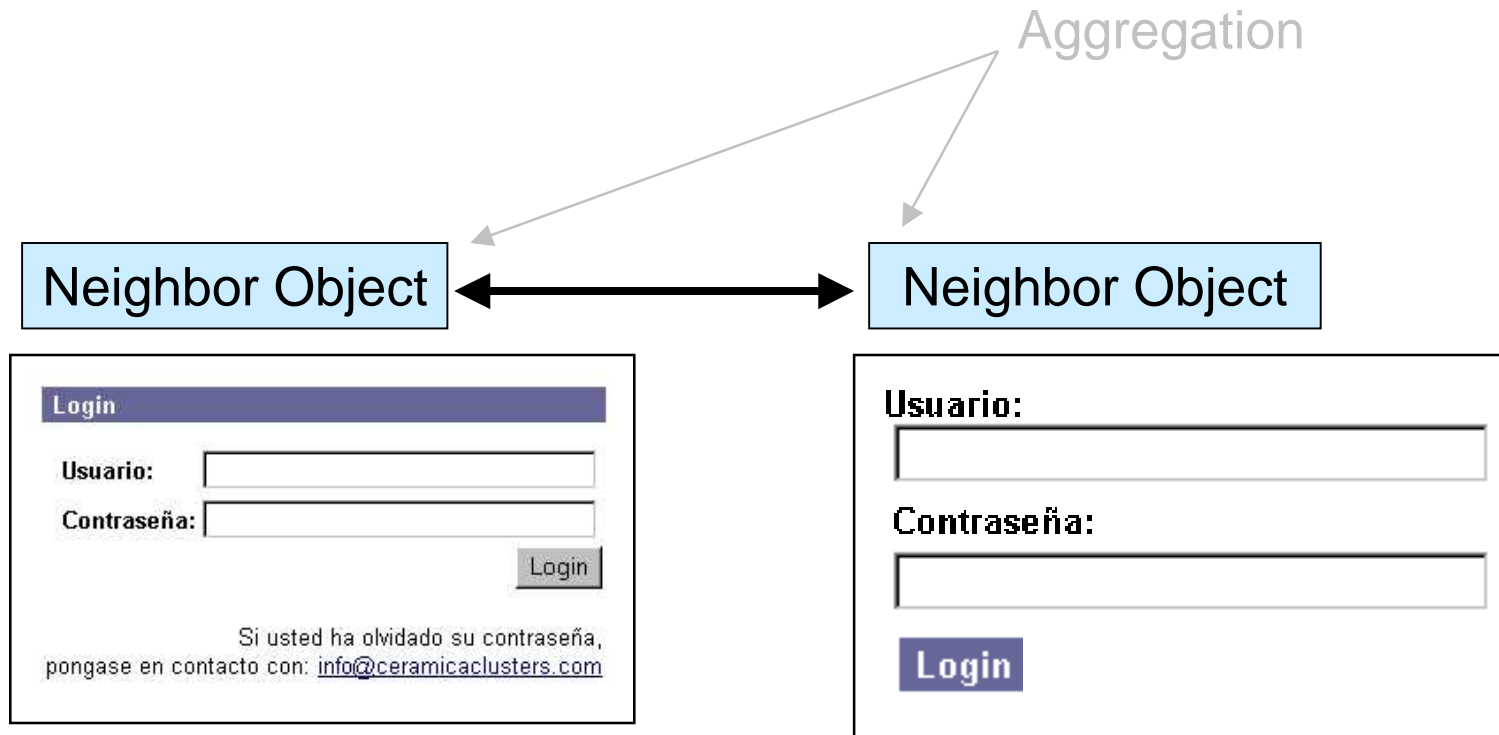 Aggregation
Neighbor Object
Neighbor Object
Login
Usuario:
Contraseña:
Login
Si usted ha olvidado su contraseña,
pongase en contacto con: info@ceramicaclusters.com
Usuario:
Contraseña:
Login